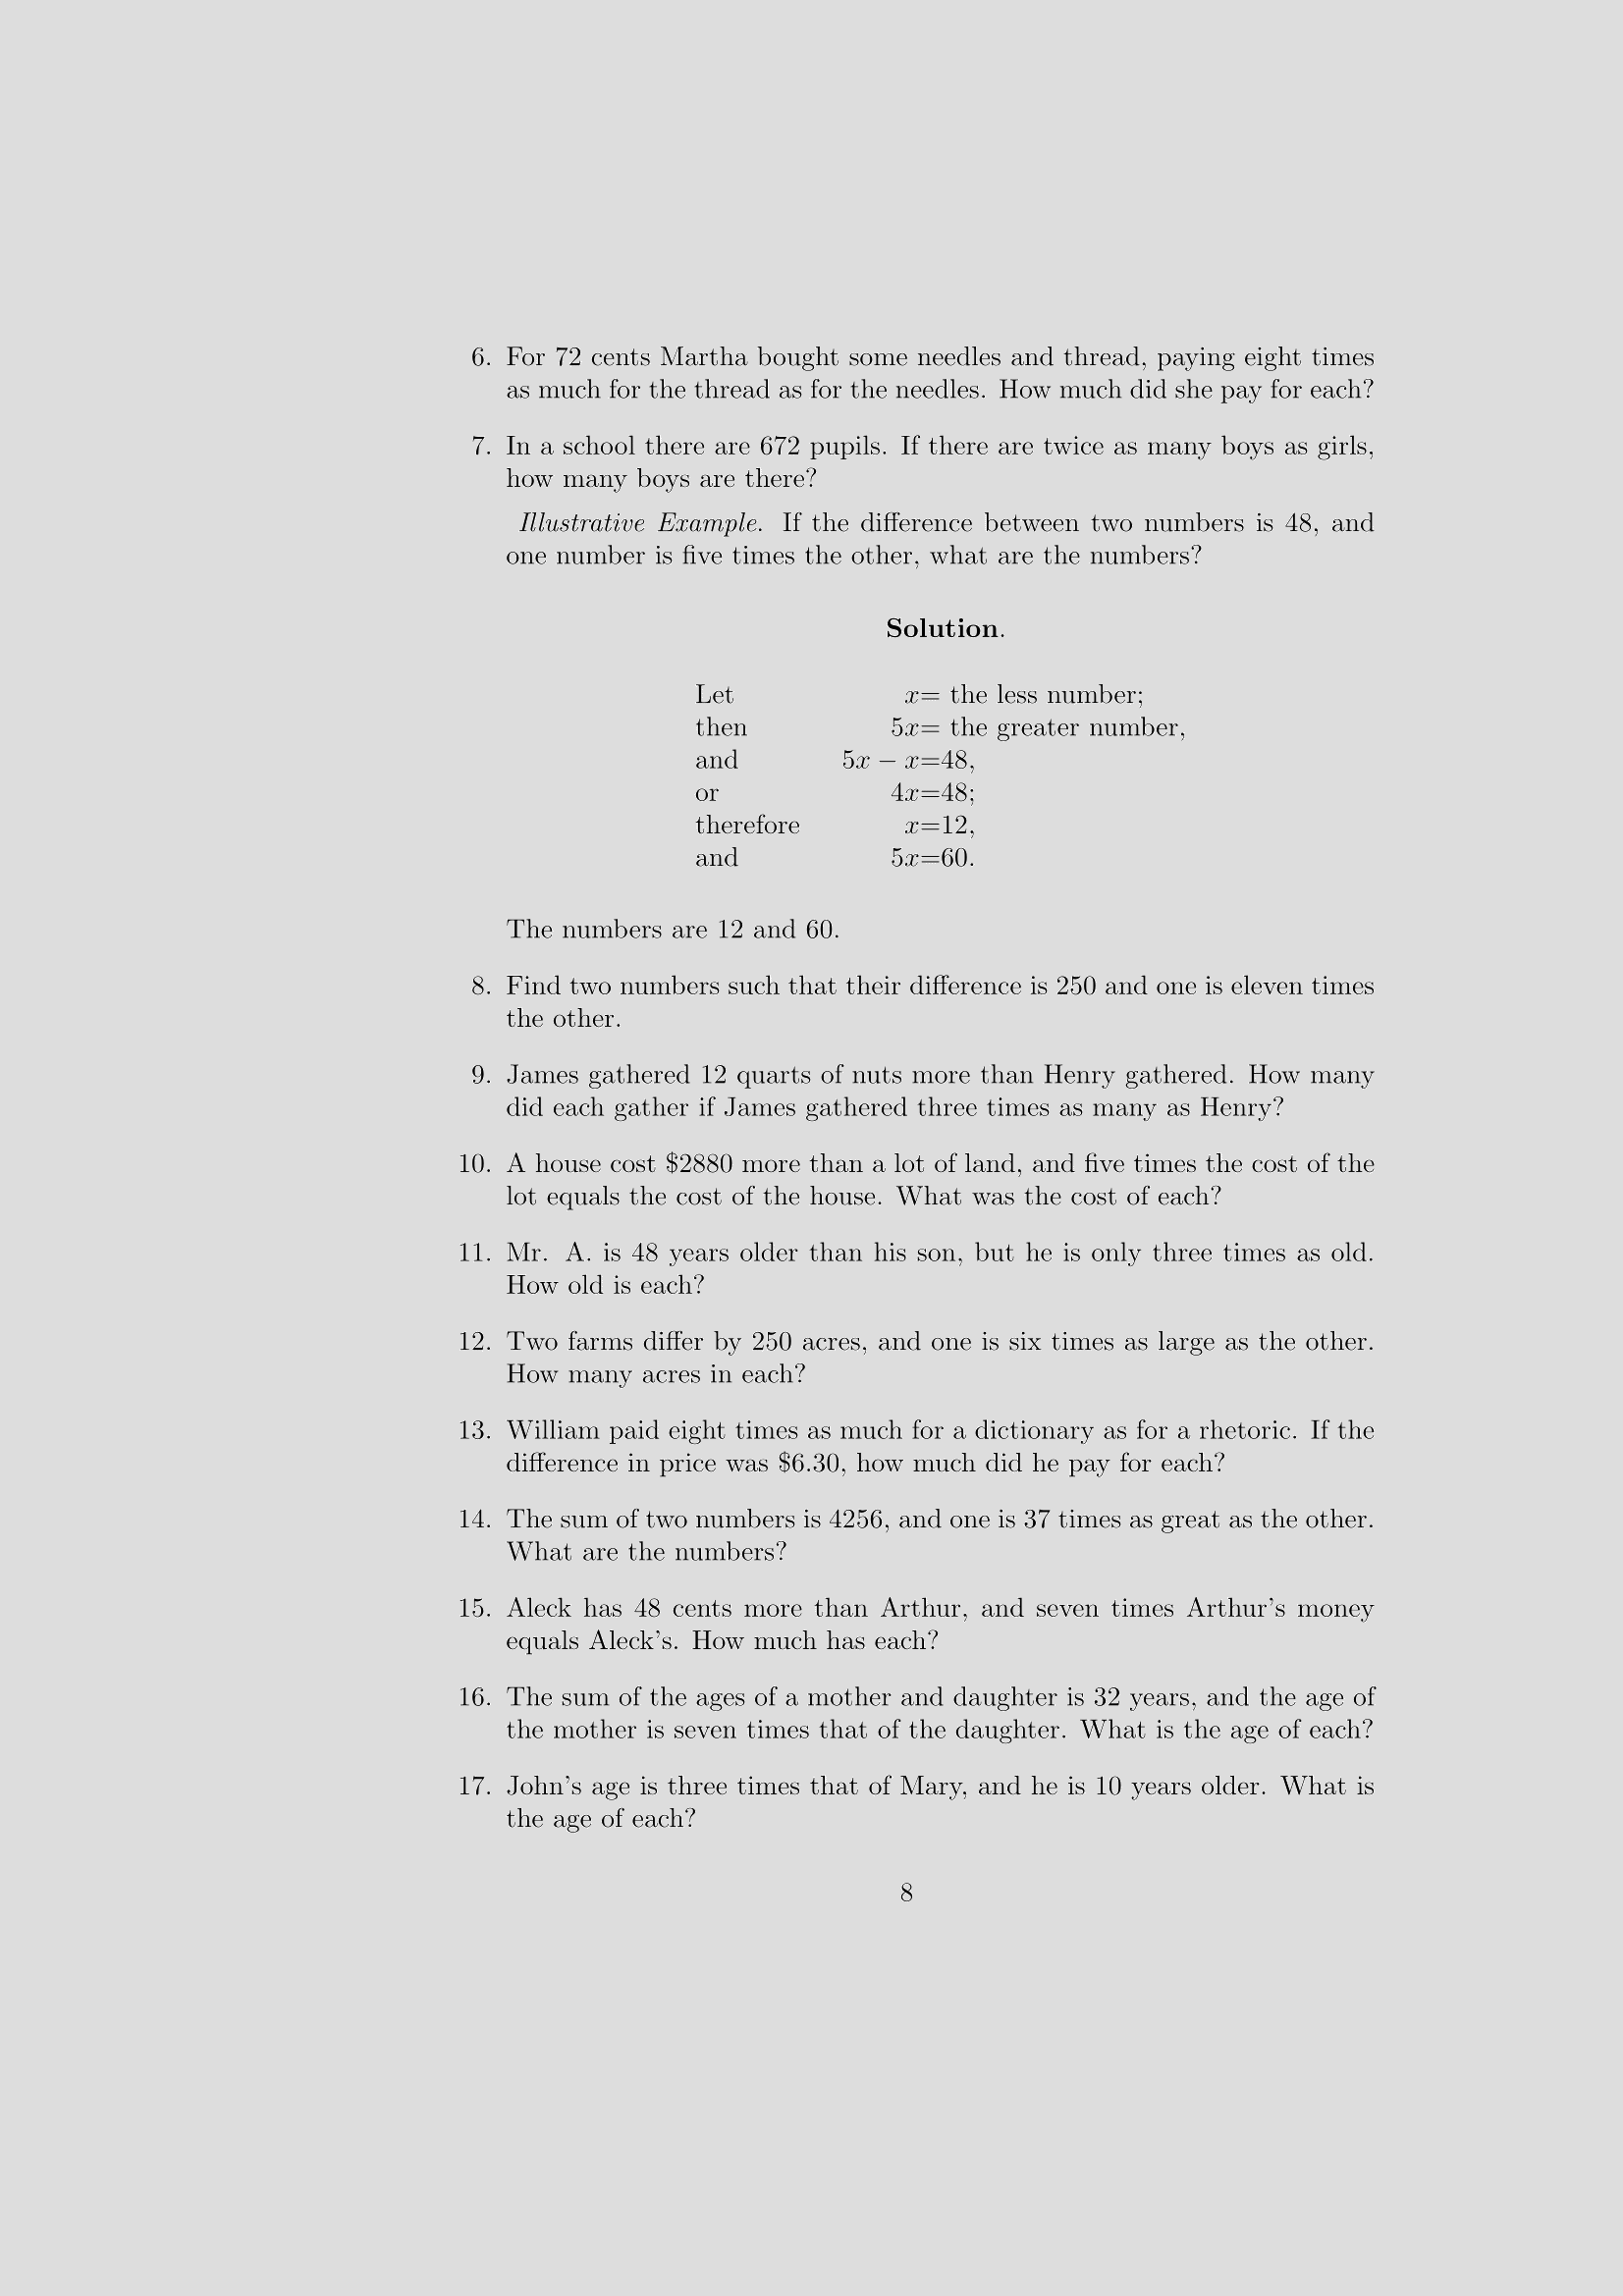 6. For 72 cents Martha bought some needles and thread, paying eight times
as much for the thread as for the needles. How much did she pay for each?
7. In a school there are 672 pupils. If there are twice as many boys as girls,
how many boys are there?
Illustrative Example. If the difference between two numbers is 48, and
one number is five times the other, what are the numbers?
Solution.
Let x= the less number;
then 5x= the greater number,
and 5x − x=48,
or 4x=48;
therefore x=12,
and 5x=60.
The numbers are 12 and 60.
8. Find two numbers such that their difference is 250 and one is eleven times
the other.
9. James gathered 12 quarts of nuts more than Henry gathered. How many
did each gather if James gathered three times as many as Henry?
10. A house cost $2880 more than a lot of land, and five times the cost of the
lot equals the cost of the house. What was the cost of each?
11. Mr. A. is 48 years older than his son, but he is only three times as old.
How old is each?
12. Two farms differ by 250 acres, and one is six times as large as the other.
How many acres in each?
13. William paid eight times as much for a dictionary as for a rhetoric. If the
difference in price was $6.30, how much did he pay for each?
14. The sum of two numbers is 4256, and one is 37 times as great as the other.
What are the numbers?
15. Aleck has 48 cents more than Arthur, and seven times Arthur's money
equals Aleck's. How much has each?
16. The sum of the ages of a mother and daughter is 32 years, and the age of
the mother is seven times that of the daughter. What is the age of each?
17. John's age is three times that of Mary, and he is 10 years older. What is
the age of each?
8